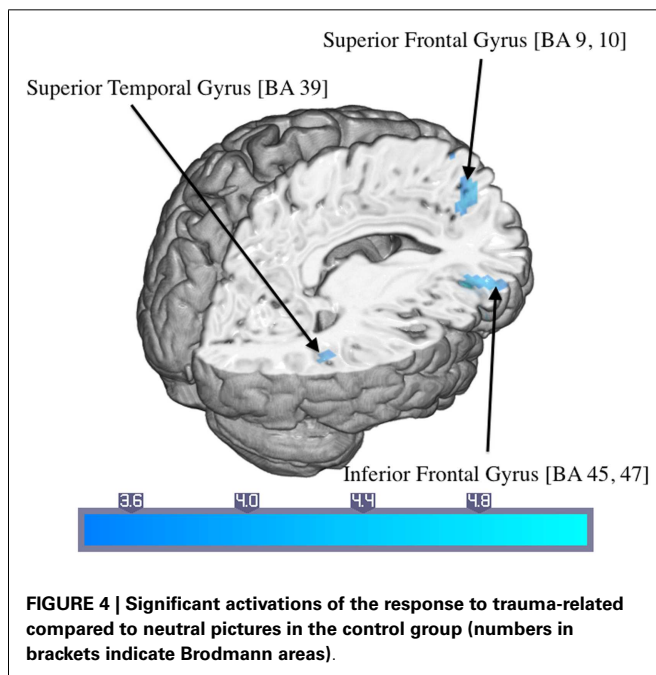 Superior Frontal Gyrus [BA 9, 10]
Superior Temporal Gyrus [BA 39]
Inferior Frontal Gyrus [BA 45, 47]
3.6 4.0 4.4 4.8
FIGURE 4 | Significant activations of the response to trauma-related
compared to neutral pictures in the control group (numbers in
brackets indicate Brodmann areas).